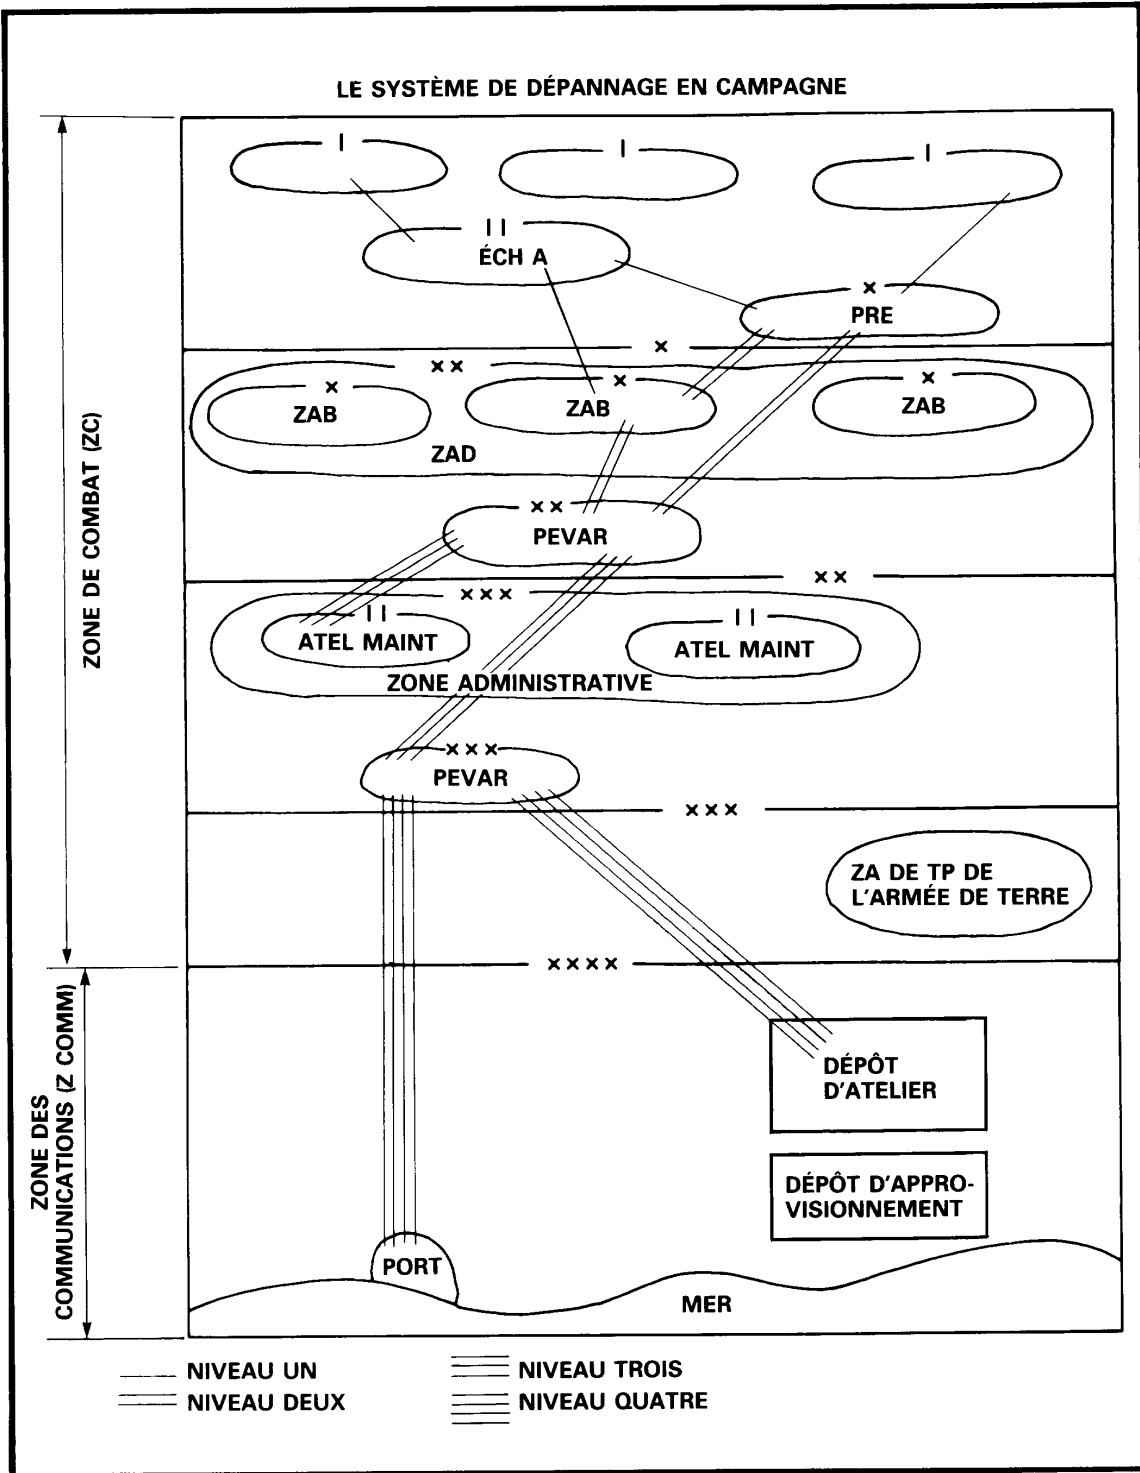 LE SYSTÈME DE DÉPANNAGE EN CAMPAGNE
I
I
I
II
ÉCH A
×
PRE
×
××
×
ZAB
×
ZAB
×
ZAB
ZAD
××
PEVAR
××
×××
II
ATEL MAINT
II
ATEL MAINT
ZONE ADMINISTRATIVE
×××
PEVAR
×××
ZA DE TP DE
L'ARMÉE DE TERRE
××××
ZONE DE COMBAT (ZC)
DÉPÔT
D'ATELIER
DÉPÔT D'APPRO-
VISIONNEMENT
ZONE DES
COMMUNICATIONS (Z COMM)
PORT
MER
NIVEAU UN
NIVEAU DEUX
NIVEAU TROIS
NIVEAU QUATRE